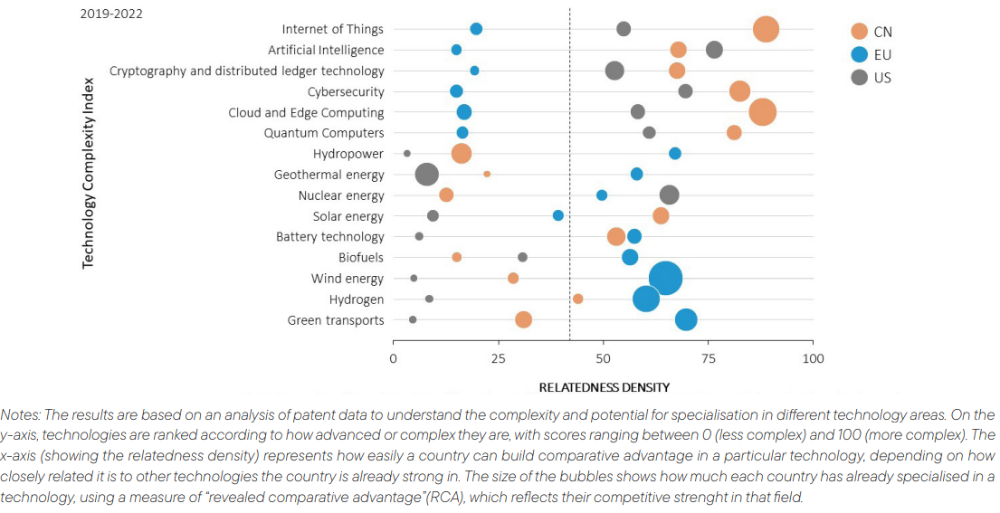 2019-2022
Technology Complexity Index
Internet of Things
Artificial Intelligence
Cryptography and distributed ledger technology
Cybersecurity
Cloud and Edge Computing
Quantum Computers
Hydropower
Geothermal energy
Nuclear energy
Solar energy
Battery technology
Biofuels
Wind energy
Hydrogen
Green transports
0 25 50 75 100
RELATEDNESS DENSITY
CN
EU
US
Notes: The results are based on an analysis of patent data to understand the complexity and potential for specialisation in different technology areas. On the
y-axis, technologies are ranked according to how advanced or complex they are, with scores ranging between 0 (less complex) and 100 (more complex). The
x-axis (showing the relatedness density) represents how easily a country can build comparative advantage in a particular technology, depending on how
closely related it is to other technologies the country is already strong in. The size of the bubbles shows how much each country has already specialised in a
technology, using a measure of “revealed comparative advantage”(RCA), which reflects their competitive strenght in that field.